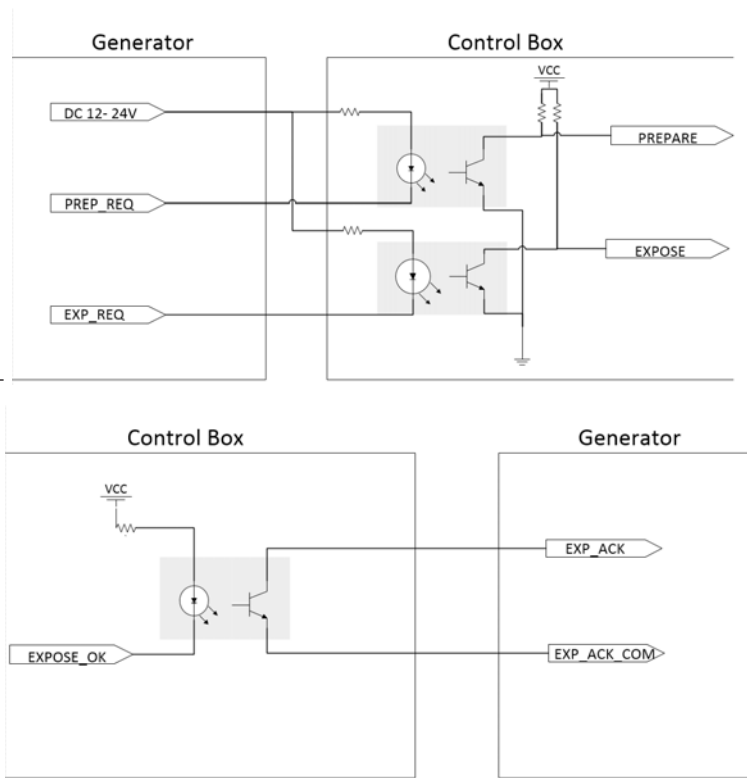 Generator
Control Box
VCC
DC 12- 24V
PREPARE
PREP_REQ
EXPOSE
EXP_REQ
Control Box
Generator
VCC
EXP_ACK
EXPOSE_OK
EXP_ACK_COM